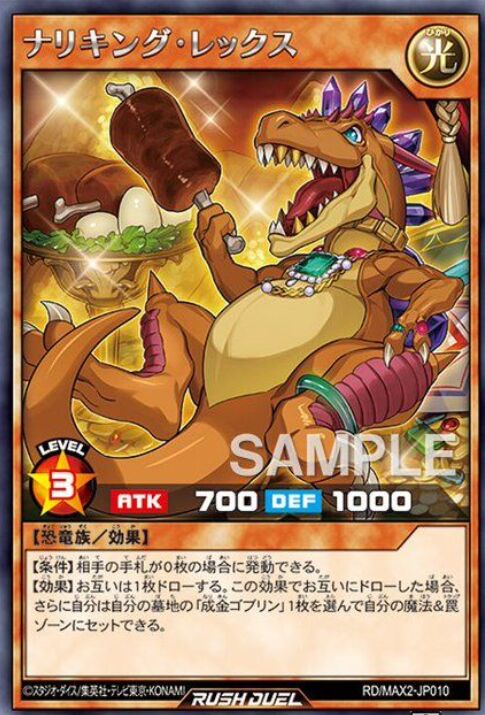 ナリキング・レックス
ひかり
光
SAMPLE
LEVEL
3
ATK 700 DEF 1000
【恐竜族／効果】
【条件】相手の手札が0枚の場合に発動できる。
【効果】お互いは1枚ドローする。この効果でお互いにドローした場合、
さらに自分は自分の墓地の「成金ゴブリン」1枚を選んで自分の魔法&罠
ゾーンにセットできる。
©スタジオ・ダイス/集英社・テレビ東京・KONAMI
RUSH DUEL
RD/MAX2-JP010